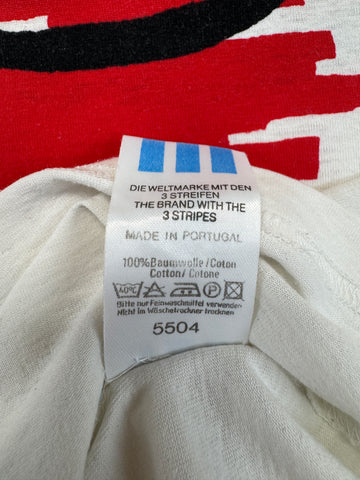 DIE WELTMARKE MIT DEN
3 STREIFEN
THE BRAND WITH THE
3 STRIPES
MADE IN PORTUGAL
100%Baumwolle/Coton
Cotton/Cotone
40°C P
Bitte nur Feinwaschmittel verwenden
Nicht im Wäschetrockner trocknen
5504